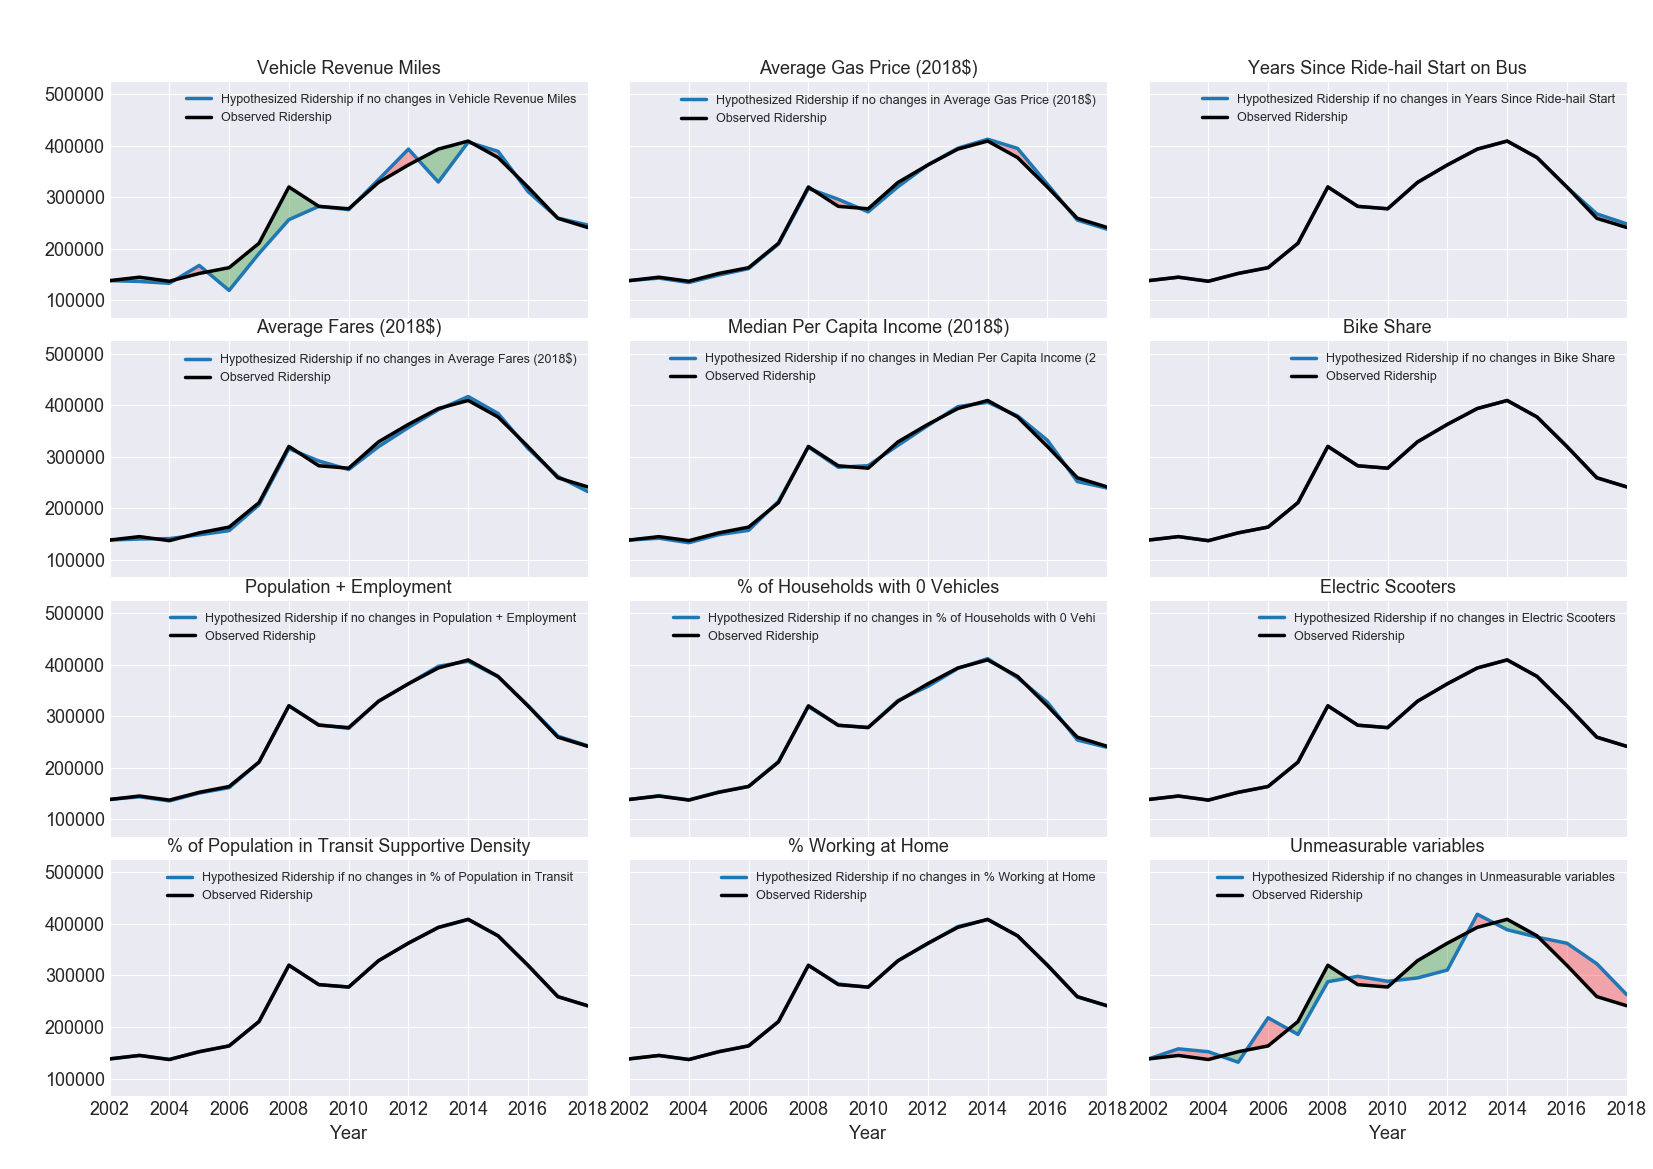 Vehicle Revenue Miles
500000
400000
300000
200000
100000
Hypothesized Ridership if no changes in Vehicle Revenue Miles
Observed Ridership
Average Gas Price (2018$)
Hypothesized Ridership if no changes in Average Gas Price (2018$)
Observed Ridership
Years Since Ride-hail Start on Bus
Hypothesized Ridership if no changes in Years Since Ride-hail Start
Observed Ridership
Average Fares (2018$)
500000
400000
300000
200000
100000
Hypothesized Ridership if no changes in Average Fares (2018$)
Observed Ridership
Median Per Capita Income (2018$)
Hypothesized Ridership if no changes in Median Per Capita Income (2
Observed Ridership
Bike Share
Hypothesized Ridership if no changes in Bike Share
Observed Ridership
Population + Employment
500000
400000
300000
200000
100000
Hypothesized Ridership if no changes in Population + Employment
Observed Ridership
% of Households with 0 Vehicles
Hypothesized Ridership if no changes in % of Households with 0 Vehi
Observed Ridership
Electric Scooters
Hypothesized Ridership if no changes in Electric Scooters
Observed Ridership
% of Population in Transit Supportive Density
500000
400000
300000
200000
100000
Hypothesized Ridership if no changes in % of Population in Transit
Observed Ridership
2002 2004 2006 2008 2010 2012 2014 2016 2018
Year
% Working at Home
Hypothesized Ridership if no changes in % Working at Home
Observed Ridership
2002 2004 2006 2008 2010 2012 2014 2016 2018
Year
Unmeasurable variables
Hypothesized Ridership if no changes in Unmeasurable variables
Observed Ridership
2002 2004 2006 2008 2010 2012 2014 2016 2018
Year